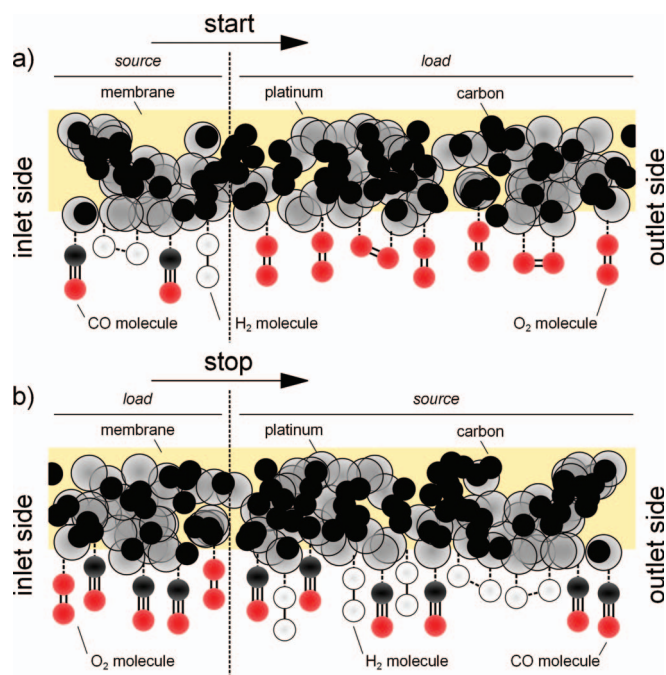 start
a)
source
load
membrane
platinum
carbon
inlet side
outlet side
CO molecule
H₂ molecule
O₂ molecule
stop
b)
load
source
membrane
platinum
carbon
inlet side
outlet side
O₂ molecule
H₂ molecule
CO molecule